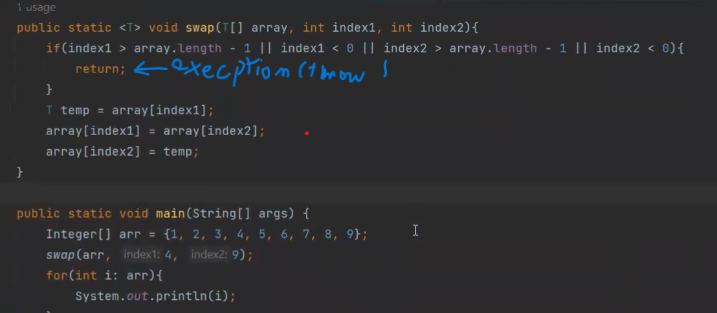 1 usage
public static <T> void swap(T[] array, int index1, int index2){
if(index1 > array.length - 1 || index1 < 0 || index2 > array.length - 1 || index2 < 0){
return; ← exception (throw )
}
T temp = array[index1];
array[index1] = array[index2];
array[index2] = temp;
}
public static void main(String[] args) {
Integer[] arr = {1, 2, 3, 4, 5, 6, 7, 8, 9};
swap(arr, index1: 4, index2: 9);
for(int i: arr){
System.out.println(i);
}